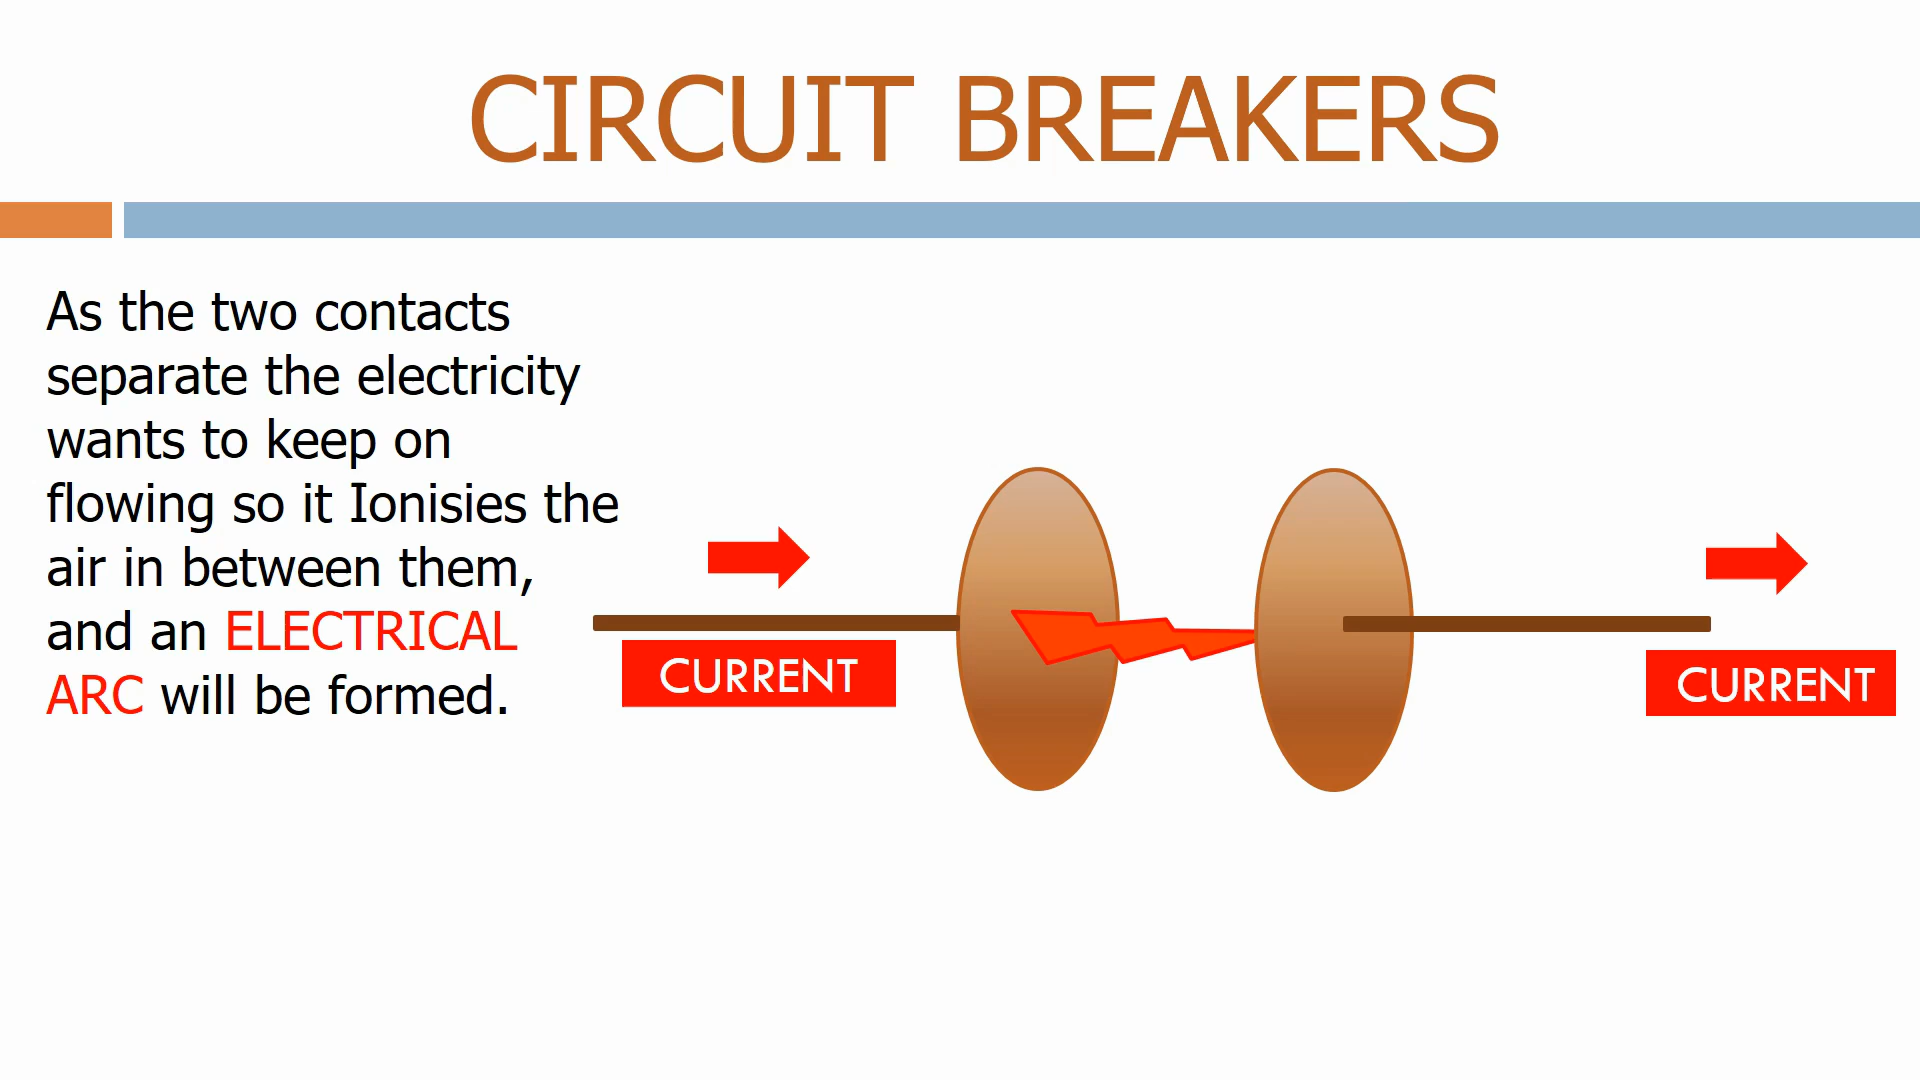 CIRCUIT BREAKERS
As the two contacts
separate the electricity
wants to keep on
flowing so it Ionisies the
air in between them,
and an ELECTRICAL
ARC will be formed.
CURRENT
CURRENT